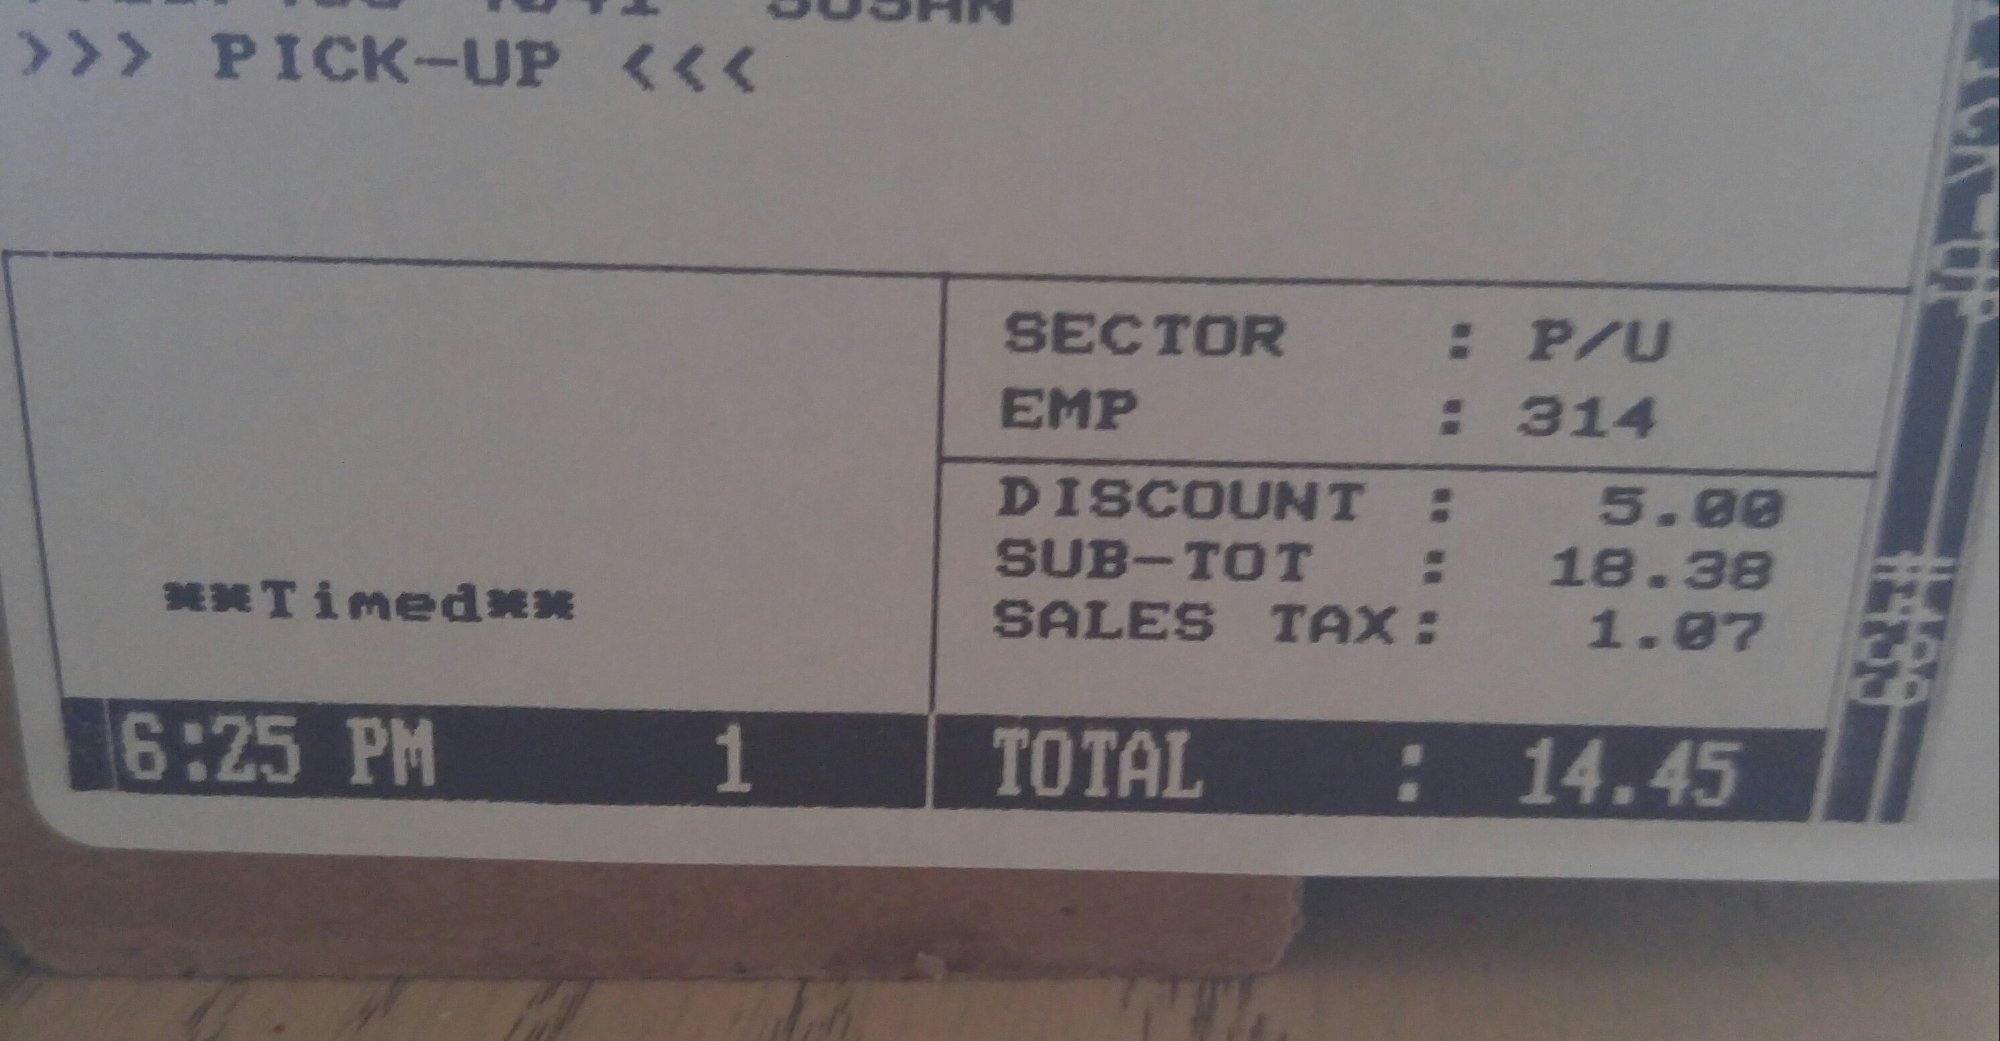 SUSAN
>>> PICK-UP <<<
SECTOR : P/U
EMP : 314
DISCOUNT : 5.00
SUB-TOT : 18.38
SALES TAX: 1.07
**Timed**
6:25 PM 1
TOTAL : 14.45